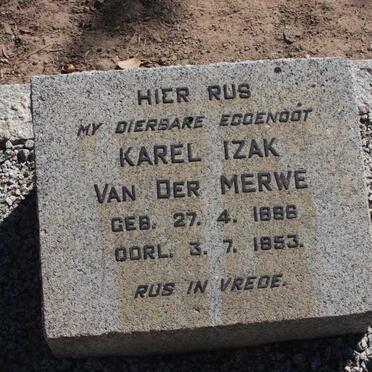 HIER RUS
MY DIERBARE EGGENOOT
KAREL IZAK
VAN DER MERWE
GEB. 27. 4. 1886
OORL. 3. 7. 1953.
RUS IN VREDE.